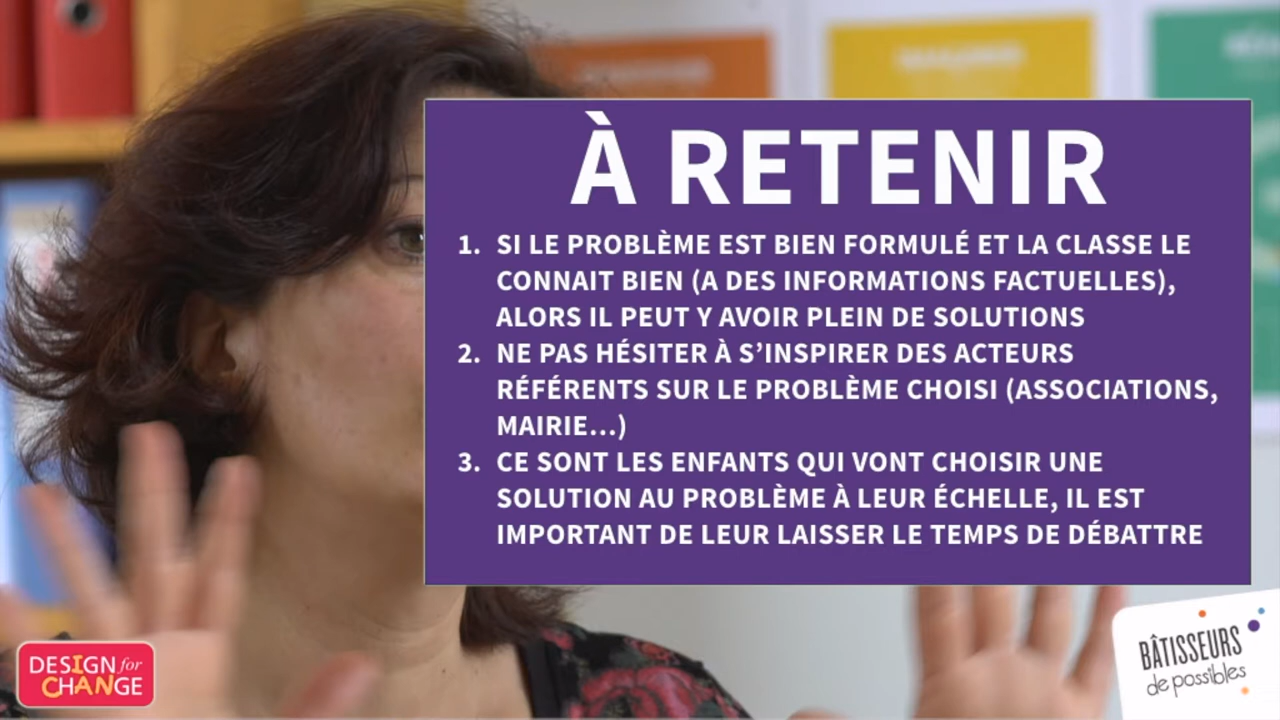 À RETENIR
1. SI LE PROBLÈME EST BIEN FORMULÉ ET LA CLASSE LE
CONNAIT BIEN (A DES INFORMATIONS FACTUELLES),
ALORS IL PEUT Y AVOIR PLEIN DE SOLUTIONS
2. NE PAS HÉSITER À S’INSPIRER DES ACTEURS
RÉFÉRENTS SUR LE PROBLÈME CHOISI (ASSOCIATIONS,
MAIRIE...)
3. CE SONT LES ENFANTS QUI VONT CHOISIR UNE
SOLUTION AU PROBLÈME À LEUR ÉCHELLE, IL EST
IMPORTANT DE LEUR LAISSER LE TEMPS DE DÉBATTRE
DESIGN for
CHANGE
BÂTISSEURS
de possibles